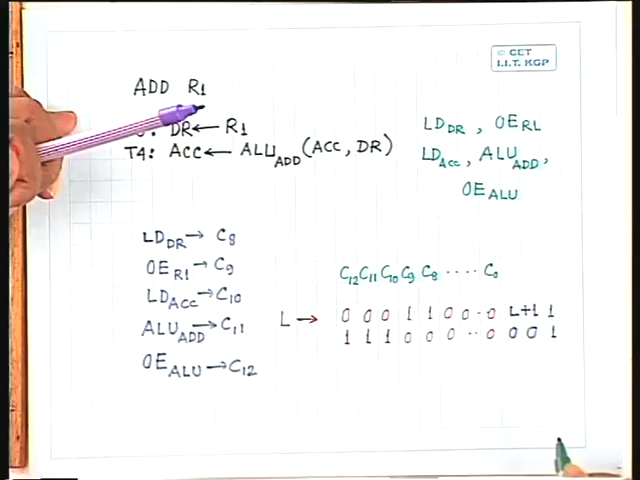 © CET
I.I.T. KGP
ADD R1
: DR ← R1
T4: ACC ← ALU_ADD (ACC, DR)
LD_DR , OE_R1
LD_ACC , ALU_ADD ,
OE_ALU
LD_DR → C8
OE_R1 → C9
LD_ACC → C10
ALU_ADD → C11
OE_ALU → C12
C12 C11 C10 C9 C8 ···· C0
L → 0 0 0 1 1 0 0 ·· 0 L+1 1
1 1 1 0 0 0 ·· 0 0 0 1